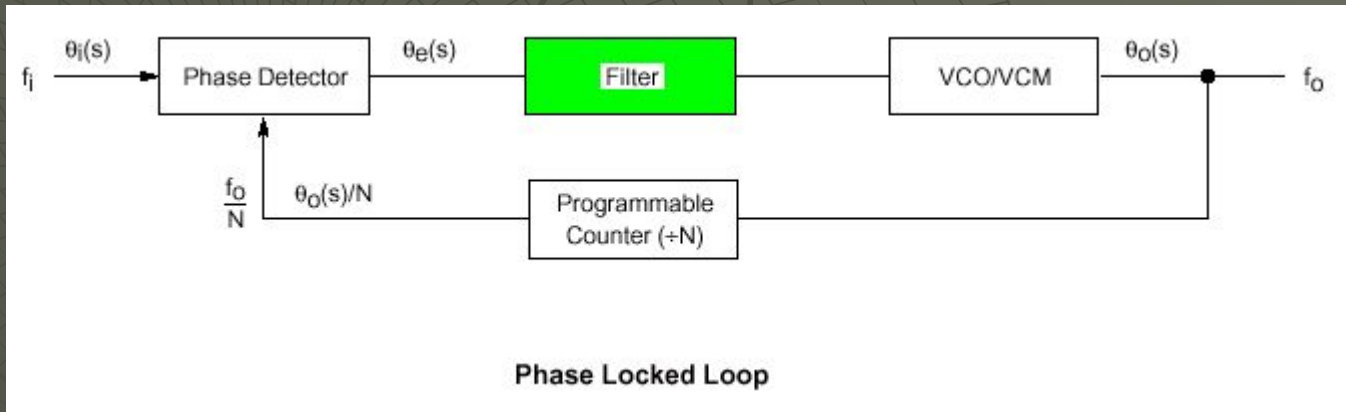 fi
θi(s)
Phase Detector
θe(s)
Filter
VCO/VCM
θo(s)
fo
fo
N
θo(s)/N
Programmable
Counter (÷N)
Phase Locked Loop